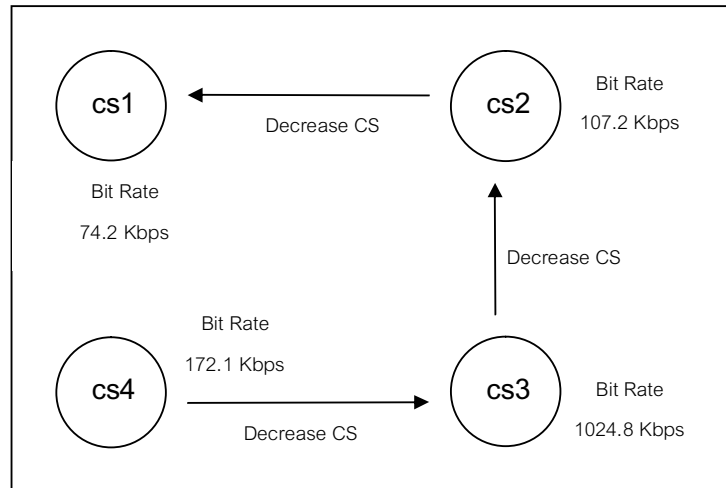 cs1
cs2
Bit Rate
107.2 Kbps
Decrease CS
Bit Rate
74.2 Kbps
Decrease CS
Bit Rate
172.1 Kbps
cs4
cs3
Bit Rate
1024.8 Kbps
Decrease CS